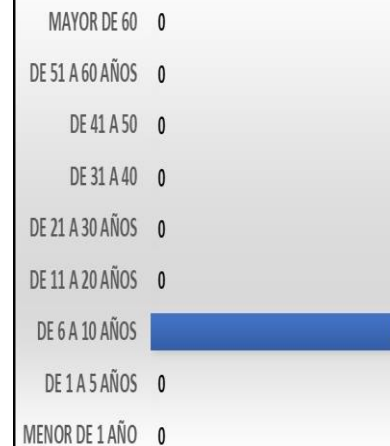 MAYOR DE 60 0
DE 51 A 60 AÑOS 0
DE 41 A 50 0
DE 31 A 40 0
DE 21 A 30 AÑOS 0
DE 11 A 20 AÑOS 0
DE 6 A 10 AÑOS
DE 1 A 5 AÑOS 0
MENOR DE 1 AÑO 0